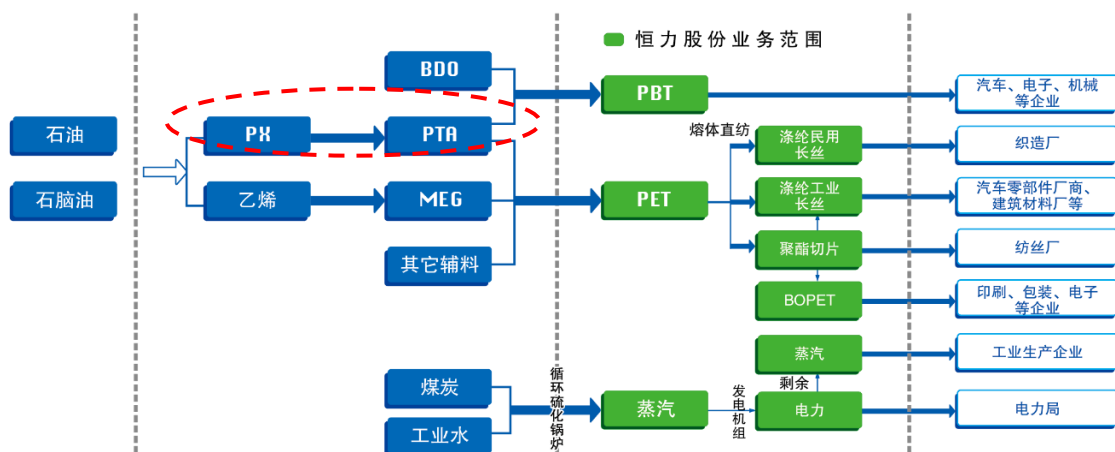 恒力股份业务范围
BDO
PBT
汽车、电子、机械
等企业
石油
PX
PTA
熔体直纺
涤纶民用
长丝
织造厂
石脑油
乙烯
MEG
PET
涤纶工业
长丝
汽车零部件厂商、
建筑材料厂等
其它辅料
聚酯切片
纺丝厂
BOPET
印刷、包装、电子
等企业
蒸汽
工业生产企业
煤炭
工业水
循环硫化锅炉
蒸汽
发电机组
剩余
电力
电力局